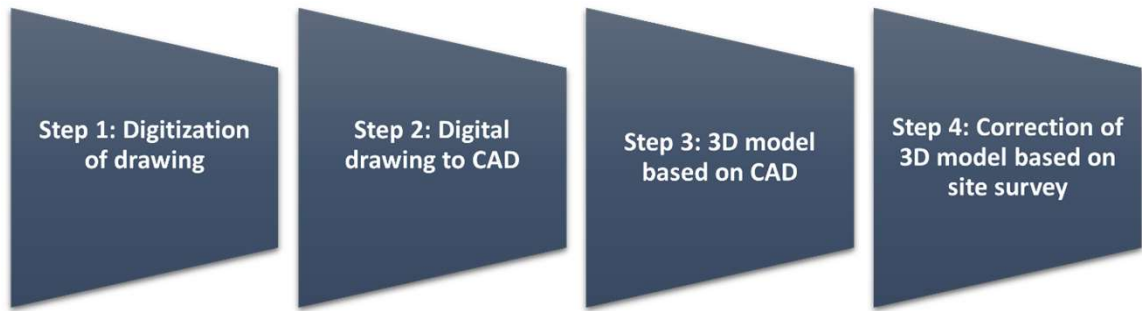 Step 1: Digitization
of drawing
Step 2: Digital
drawing to CAD
Step 3: 3D model
based on CAD
Step 4: Correction of
3D model based on
site survey